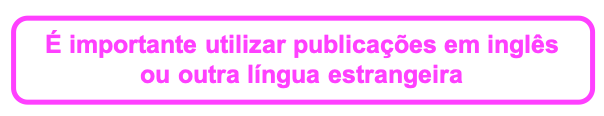 É importante utilizar publicações em inglês
ou outra língua estrangeira